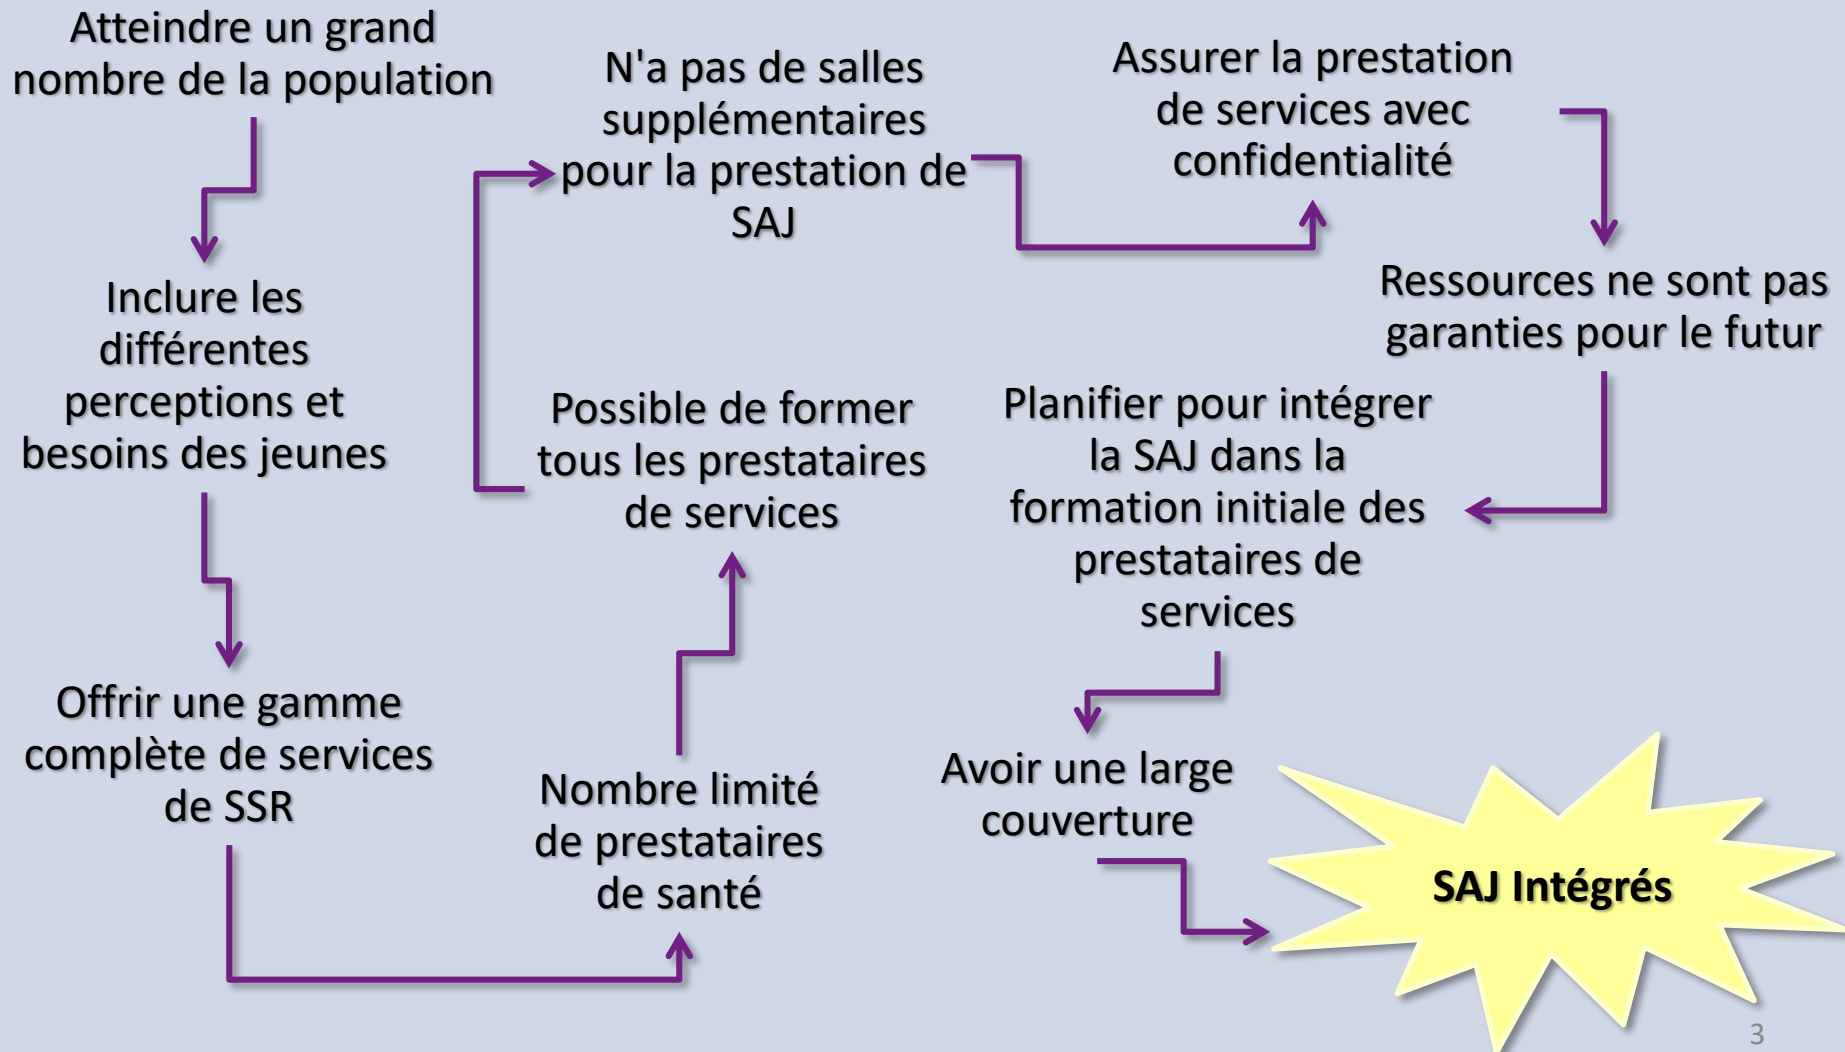 Atteindre un grand
nombre de la population
Inclure les
différentes
perceptions et
besoins des jeunes
Offrir une gamme
complète de services
de SSR
Nombre limité
de prestataires
de santé
Possible de former
tous les prestataires
de services
N'a pas de salles
supplémentaires
pour la prestation de
SAJ
Assurer la prestation
de services avec
confidentialité
Ressources ne sont pas
garanties pour le futur
Planifier pour intégrer
la SAJ dans la
formation initiale des
prestataires de
services
Avoir une large
couverture
SAJ Intégrés
3